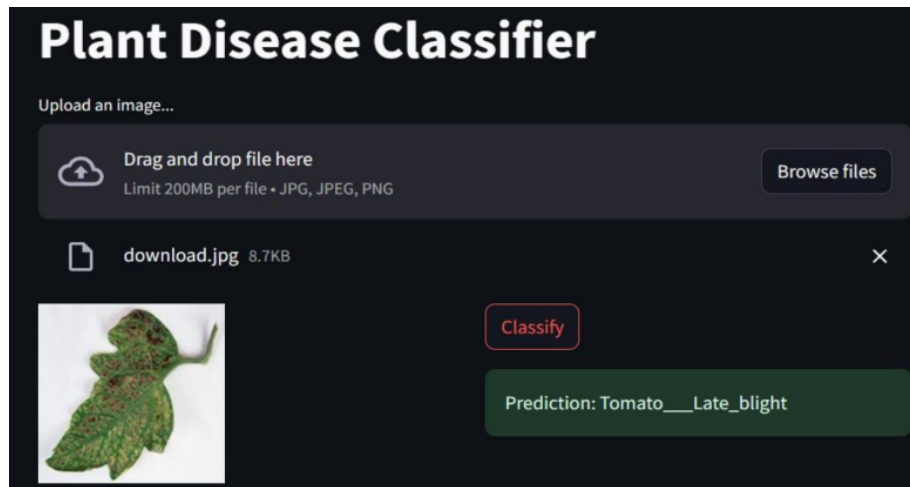 Plant Disease Classifier
Upload an image...
Drag and drop file here
Limit 200MB per file • JPG, JPEG, PNG
Browse files
download.jpg 8.7KB
Classify
Prediction: Tomato___Late_blight